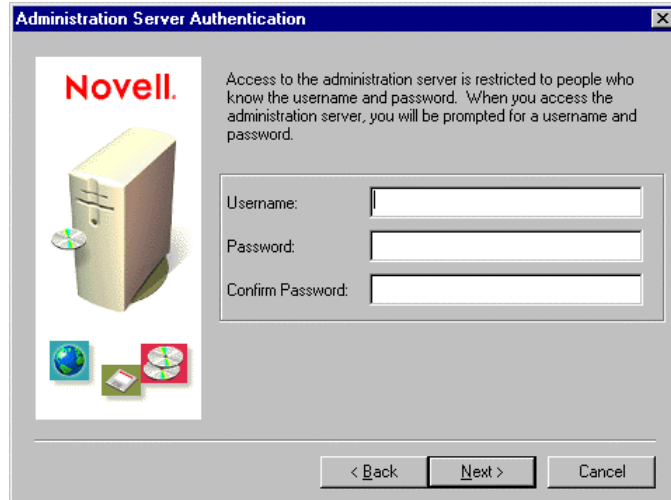 Administration Server Authentication
Novell.
Access to the administration server is restricted to people who
know the username and password. When you access the
administration server, you will be prompted for a username and
password.
Username:
Password:
Confirm Password:
< Back
Next >
Cancel